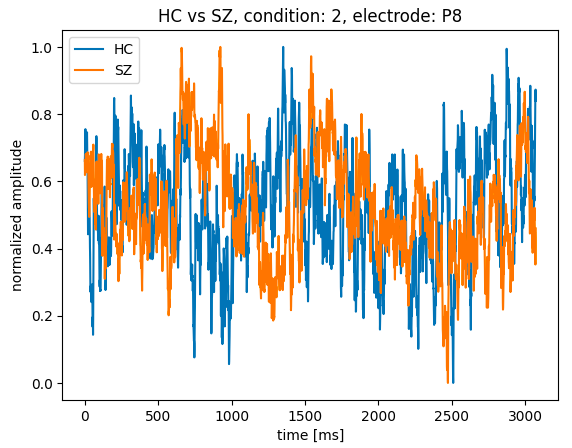 HC vs SZ, condition: 2, electrode: P8
HC
SZ
normalized amplitude
1.0
0.8
0.6
0.4
0.2
0.0
0 500 1000 1500 2000 2500 3000
time [ms]